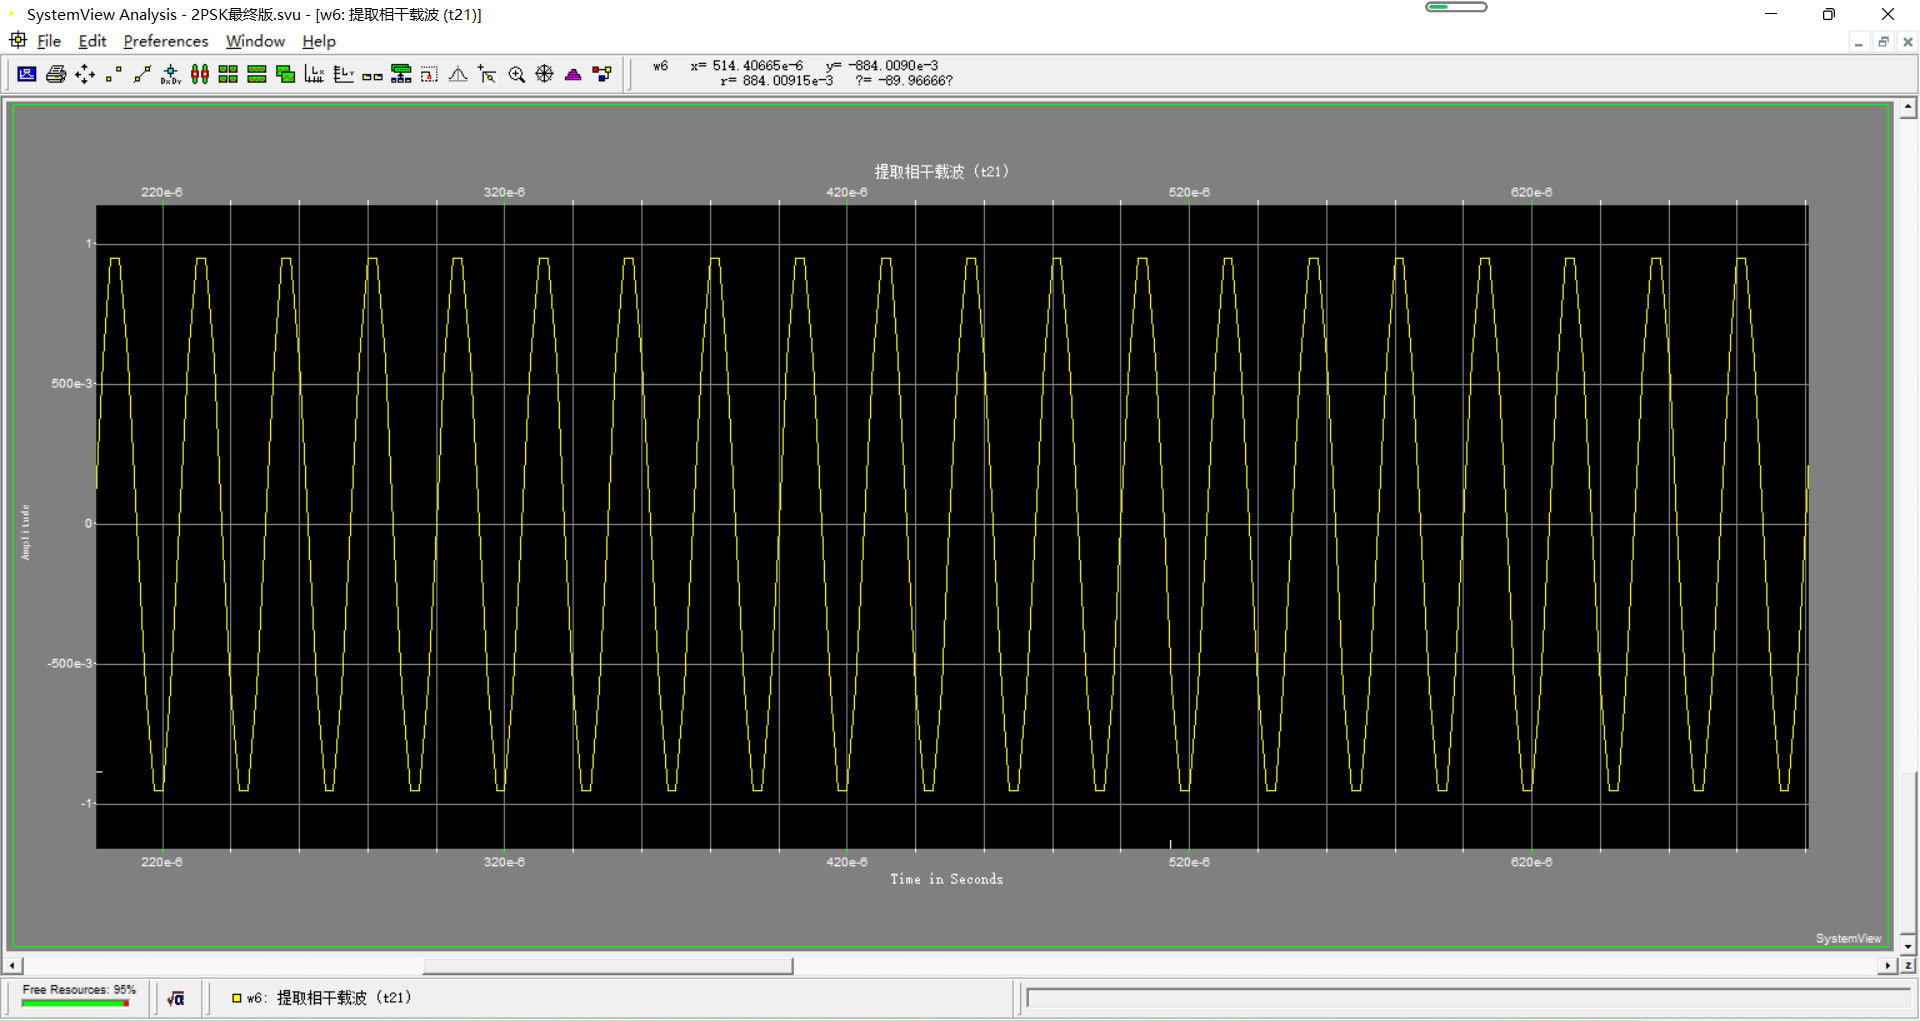 SystemView Analysis - 2PSK最终版.svu - [w6: 提取相干载波 (t21)]
File Edit Preferences Window Help
w6 x= 514.40665e-6 y= -884.0090e-3
r= 884.00915e-3 ?= -89.96666?
提取相干载波 (t21)
220e-6 320e-6 420e-6 520e-6 620e-6
1
500e-3
0
-500e-3
-1
Amplitude
220e-6 320e-6 420e-6 520e-6 620e-6
Time in Seconds
SystemView
Free Resources: 95%
w6: 提取相干载波 (t21)